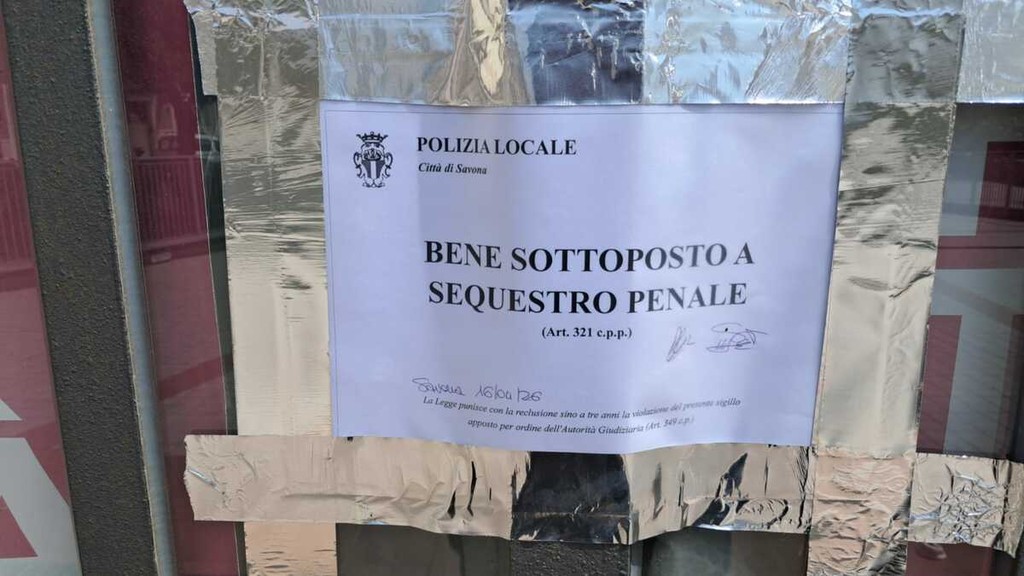 POLIZIA LOCALE
Città di Savona
BENE SOTTOPOSTO A
SEQUESTRO PENALE
(Art. 321 c.p.p.)
Savona 16/04/26
La Legge punisce con la reclusione sino a tre anni la violazione del presente sigillo
apposto per ordine dell'Autorità Giudiziaria (Art. 349 c.p.)